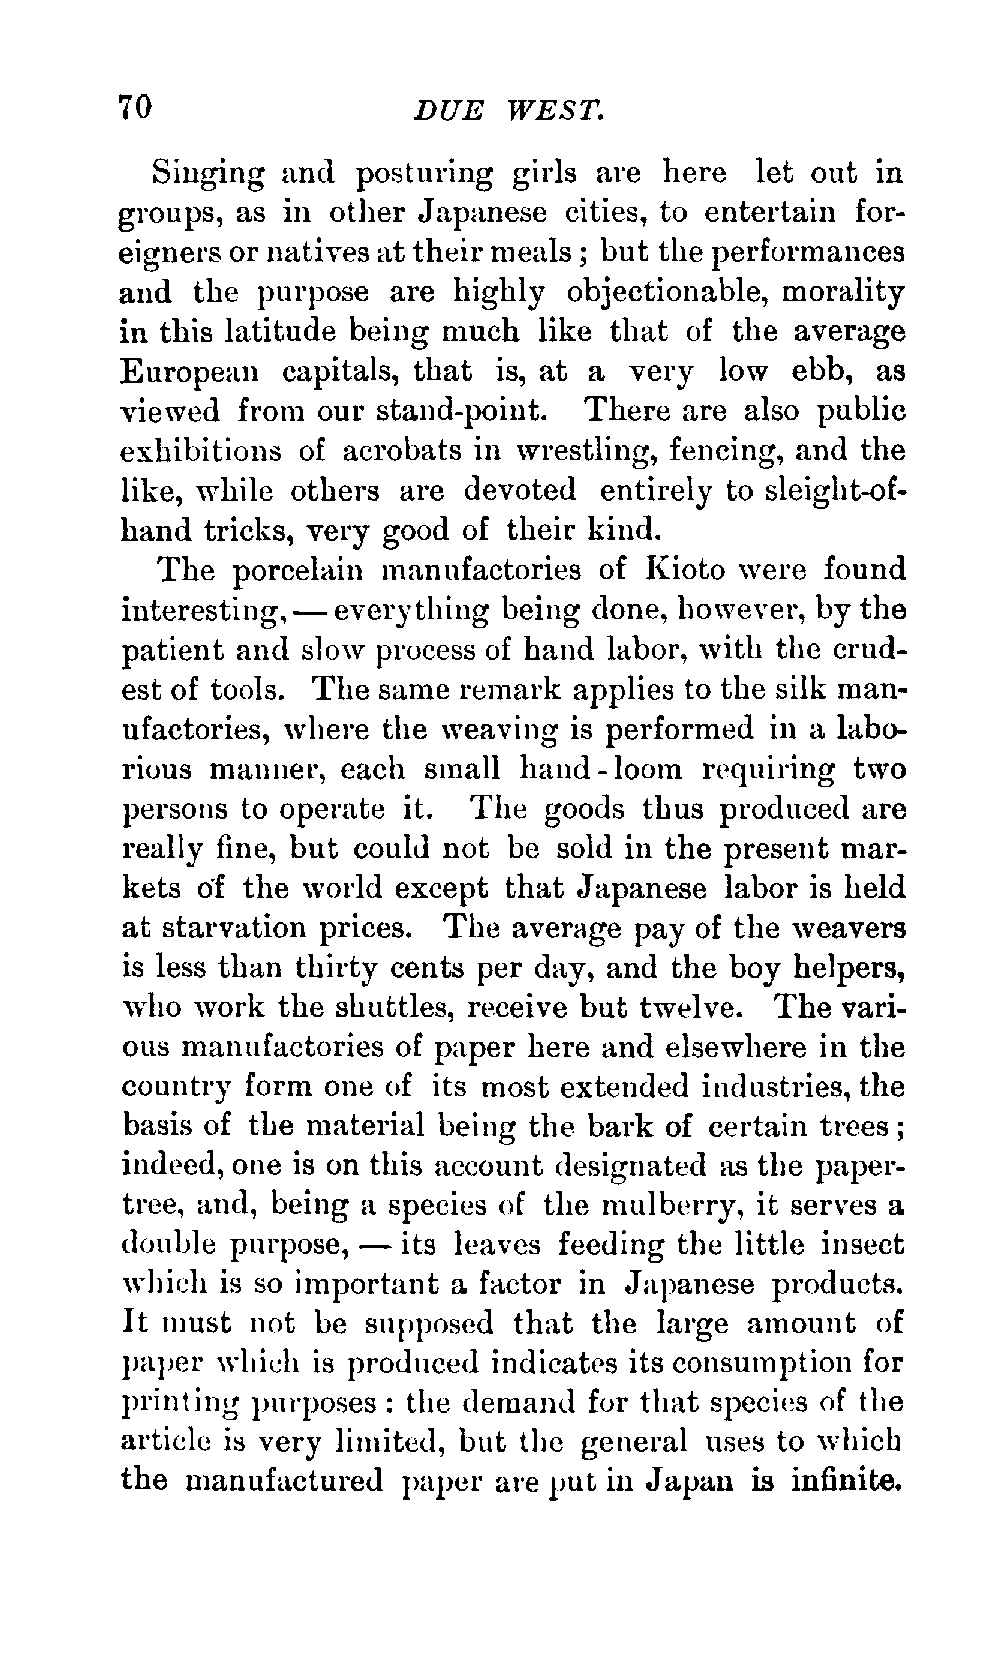 70 DUE WEST.
Singing and posturing girls are here let out in
groups, as in other Japanese cities, to entertain for-
eigners or natives at their meals; but the performances
and the purpose are highly objectionable, morality
in this latitude being much like that of the average
European capitals, that is, at a very low ebb, as
viewed from our stand-point. There are also public
exhibitions of acrobats in wrestling, fencing, and the
like, while others are devoted entirely to sleight-of-
hand tricks, very good of their kind.
The porcelain manufactories of Kioto were found
interesting, — everything being done, however, by the
patient and slow process of hand labor, with the crud-
est of tools. The same remark applies to the silk man-
ufactories, where the weaving is performed in a labo-
rious manner, each small hand-loom requiring two
persons to operate it. The goods thus produced are
really fine, but could not be sold in the present mar-
kets of the world except that Japanese labor is held
at starvation prices. The average pay of the weavers
is less than thirty cents per day, and the boy helpers,
who work the shuttles, receive but twelve. The vari-
ous manufactories of paper here and elsewhere in the
country form one of its most extended industries, the
basis of the material being the bark of certain trees;
indeed, one is on this account designated as the paper-
tree, and, being a species of the mulberry, it serves a
double purpose, — its leaves feeding the little insect
which is so important a factor in Japanese products.
It must not be supposed that the large amount of
paper which is produced indicates its consumption for
printing purposes: the demand for that species of the
article is very limited, but the general uses to which
the manufactured paper are put in Japan is infinite.